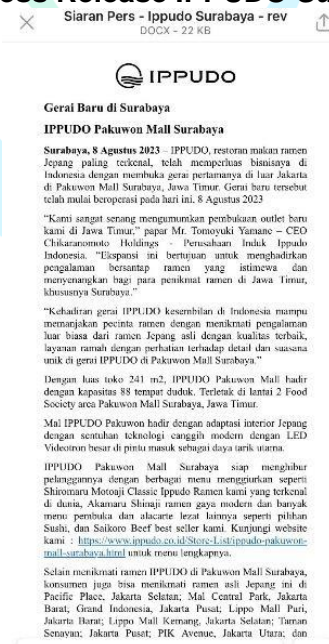 ess Release IPPUDO Su
Siaran Pers - Ippudo Surabaya - rev
DOCX - 22 KB
IPPUDO
Gerai Baru di Surabaya
IPPUDO Pakuwon Mall Surabaya
Surabaya, 8 Agustus 2023 – IPPUDO, restoran makan ramen
Jepang paling terkenal, telah memperluas bisnisnya di
Indonesia dengan membuka gerai pertamanya di luar Jakarta
di Pakuwon Mall Surabaya, Jawa Timur. Gerai baru tersebut
telah mulai beroperasi pada hari ini, 8 Agustus 2023
"Kami sangat senang mengumumkan pembukaan outlet baru
kami di Jawa Timur," papar Mr. Tomoyuki Yamane – CEO
Chikaranomoto Holdings - Perusahaan Induk Ippudo
Indonesia. "Ekspansi ini bertujuan untuk menghadirkan
pengalaman bersantap ramen yang istimewa dan
menyenangkan bagi para penikmat ramen di Jawa Timur,
khususnya Surabaya."
"Kehadiran gerai IPPUDO kesembilan di Indonesia mampu
memanjakan pecinta ramen dengan menikmati pengalaman
luar biasa dari ramen Jepang asli dengan kualitas terbaik,
layanan ramah dengan perhatian terhadap detail dan suasana
unik di gerai IPPUDO di Pakuwon Mall Surabaya."
Dengan luas toko 241 m2, IPPUDO Pakuwon Mall hadir
dengan kapasitas 88 tempat duduk. Terletak di lantai 2 Food
Society area Pakuwon Mall Surabaya, Jawa Timur.
Mal IPPUDO Pakuwon hadir dengan adaptasi interior Jepang
dengan sentuhan teknologi canggih modern dengan LED
Videotron besar di pintu masuk sebagai daya tarik utama.
IPPUDO Pakuwon Mall Surabaya siap menghibur
pelanggannya dengan berbagai menu menggiurkan seperti
Shiromaru Motoaji Classic Ippudo Ramen kami yang terkenal
di dunia, Akamaru Shinaji ramen gaya modern dan banyak
menu pembuka dan alacarte lezat lainnya seperti pilihan
Sushi, dan Saikoro Beef best seller kami. Kunjungi website
kami : https://www.ippudo.co.id/Store-List/ippudo-pakuwon-
mall-surabaya.html untuk menu lengkapnya.
Selain menikmati ramen IPPUDO di Pakuwon Mall Surabaya,
konsumen juga bisa menikmati ramen asli Jepang ini di
Pacific Place, Jakarta Selatan; Mal Central Park, Jakarta
Barat; Grand Indonesia, Jakarta Pusat; Lippo Mall Puri,
Jakarta Barat; Lippo Mall Kemang, Jakarta Selatan; Taman
Senayan; Jakarta Pusat; PIK Avenue, Jakarta Utara; dan